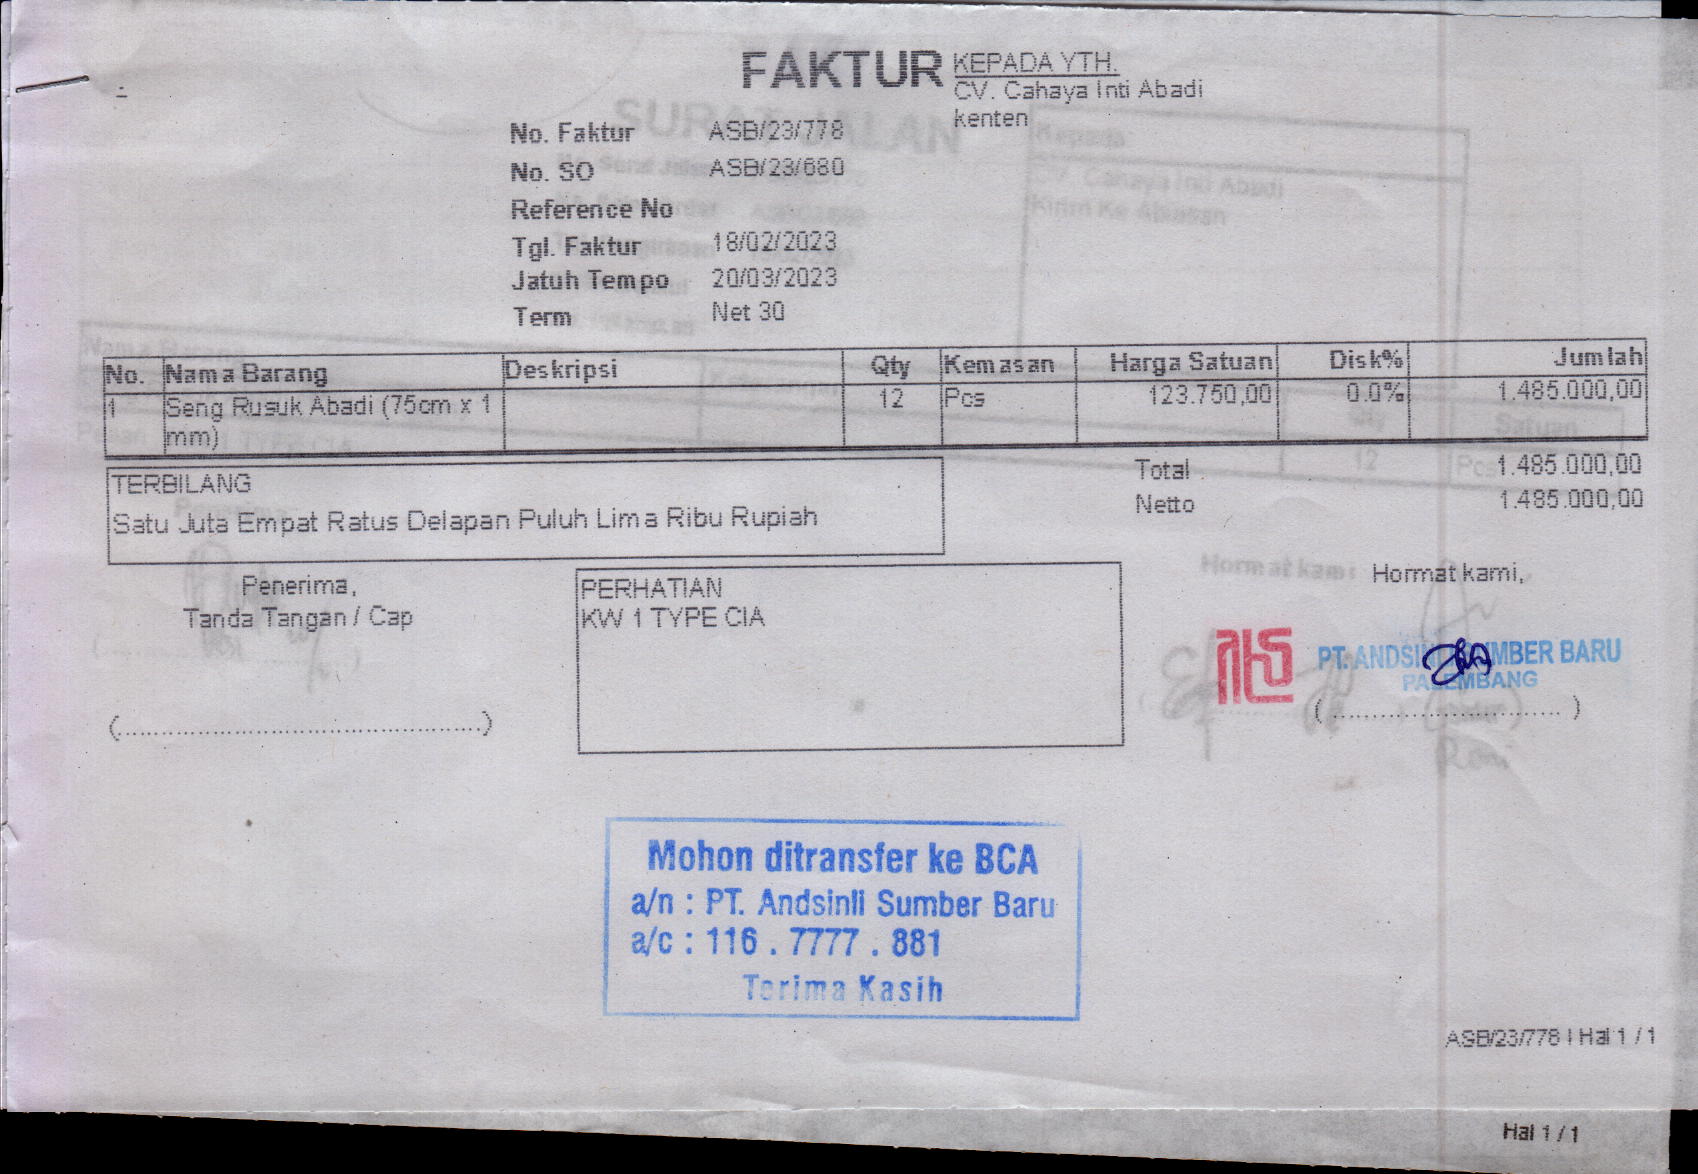 FAKTUR
KEPADA YTH.
CV. Cahaya Inti Abadi
kenten
No. Faktur ASB/23/778
No. SO ASB/23/680
Reference No
Tgl. Faktur 18/02/2023
Jatuh Tempo 20/03/2023
Term Net 30
No. Nama Barang Deskripsi Qty Kemasan Harga Satuan Disk% Jumlah
1 Seng Rusuk Abadi (75cm x 1 mm) 12 Pcs 123.750,00 0.0% 1.485.000,00
TERBILANG
Satu Juta Empat Ratus Delapan Puluh Lima Ribu Rupiah
Total 1.485.000,00
Netto 1.485.000,00
Penerima,
Tanda Tangan / Cap
(................................................)
PERHATIAN
KW 1 TYPE CIA
Hormat kami,
PT. ANDSINLI SUMBER BARU
PALEMBANG
(..............................)
Mohon ditransfer ke BCA
a/n : PT. Andsinli Sumber Baru
a/c : 116 . 7777 . 881
Terima Kasih
ASB/23/778 | Hal 1 / 1
Hal 1 / 1